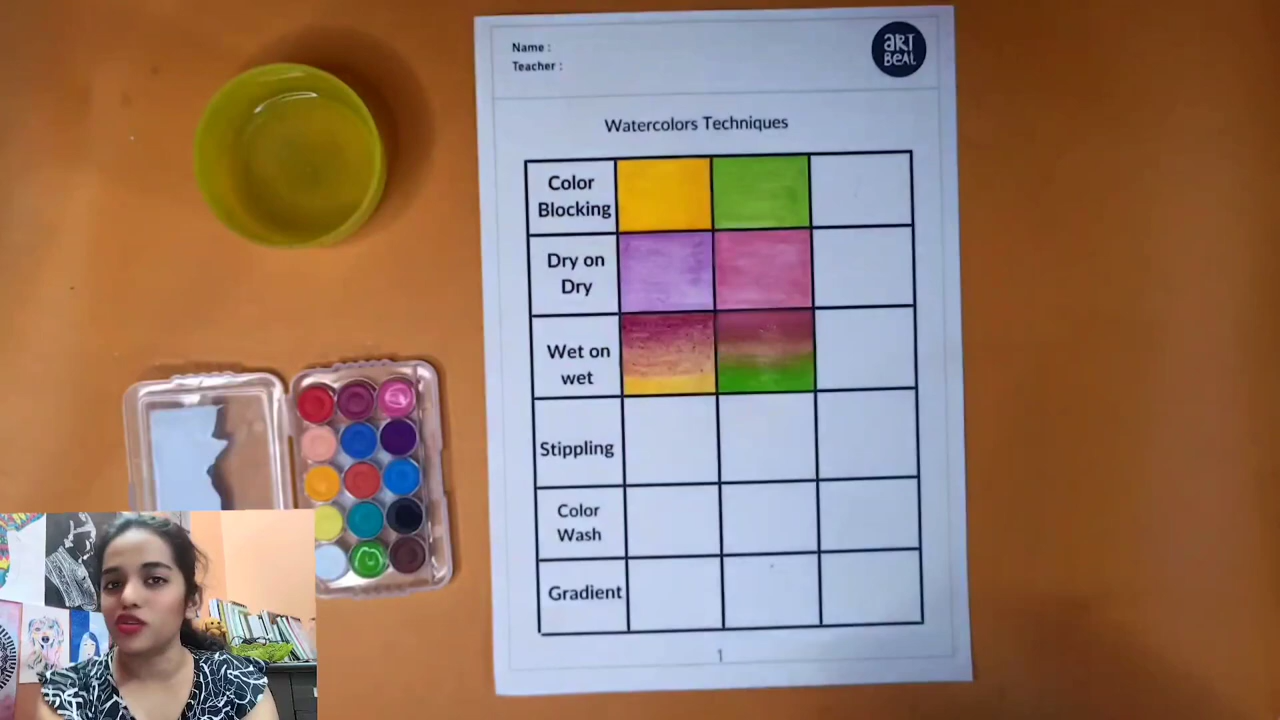 Name :
Teacher :
ART
BEAT
Watercolors Techniques
Color
Blocking
Dry on
Dry
Wet on
wet
Stippling
Color
Wash
Gradient
1